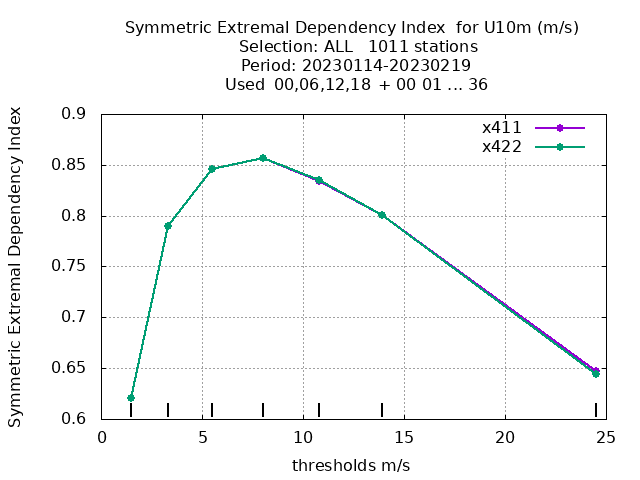 Symmetric Extremal Dependency Index  for U10m (m/s)
Selection: ALL   1011 stations
Period: 20230114-20230219
Used  00,06,12,18  + 00 01 ... 36
x411
x422
Symmetric Extremal Dependency Index
0.9
0.85
0.8
0.75
0.7
0.65
0.6
0 5 10 15 20 25
thresholds m/s